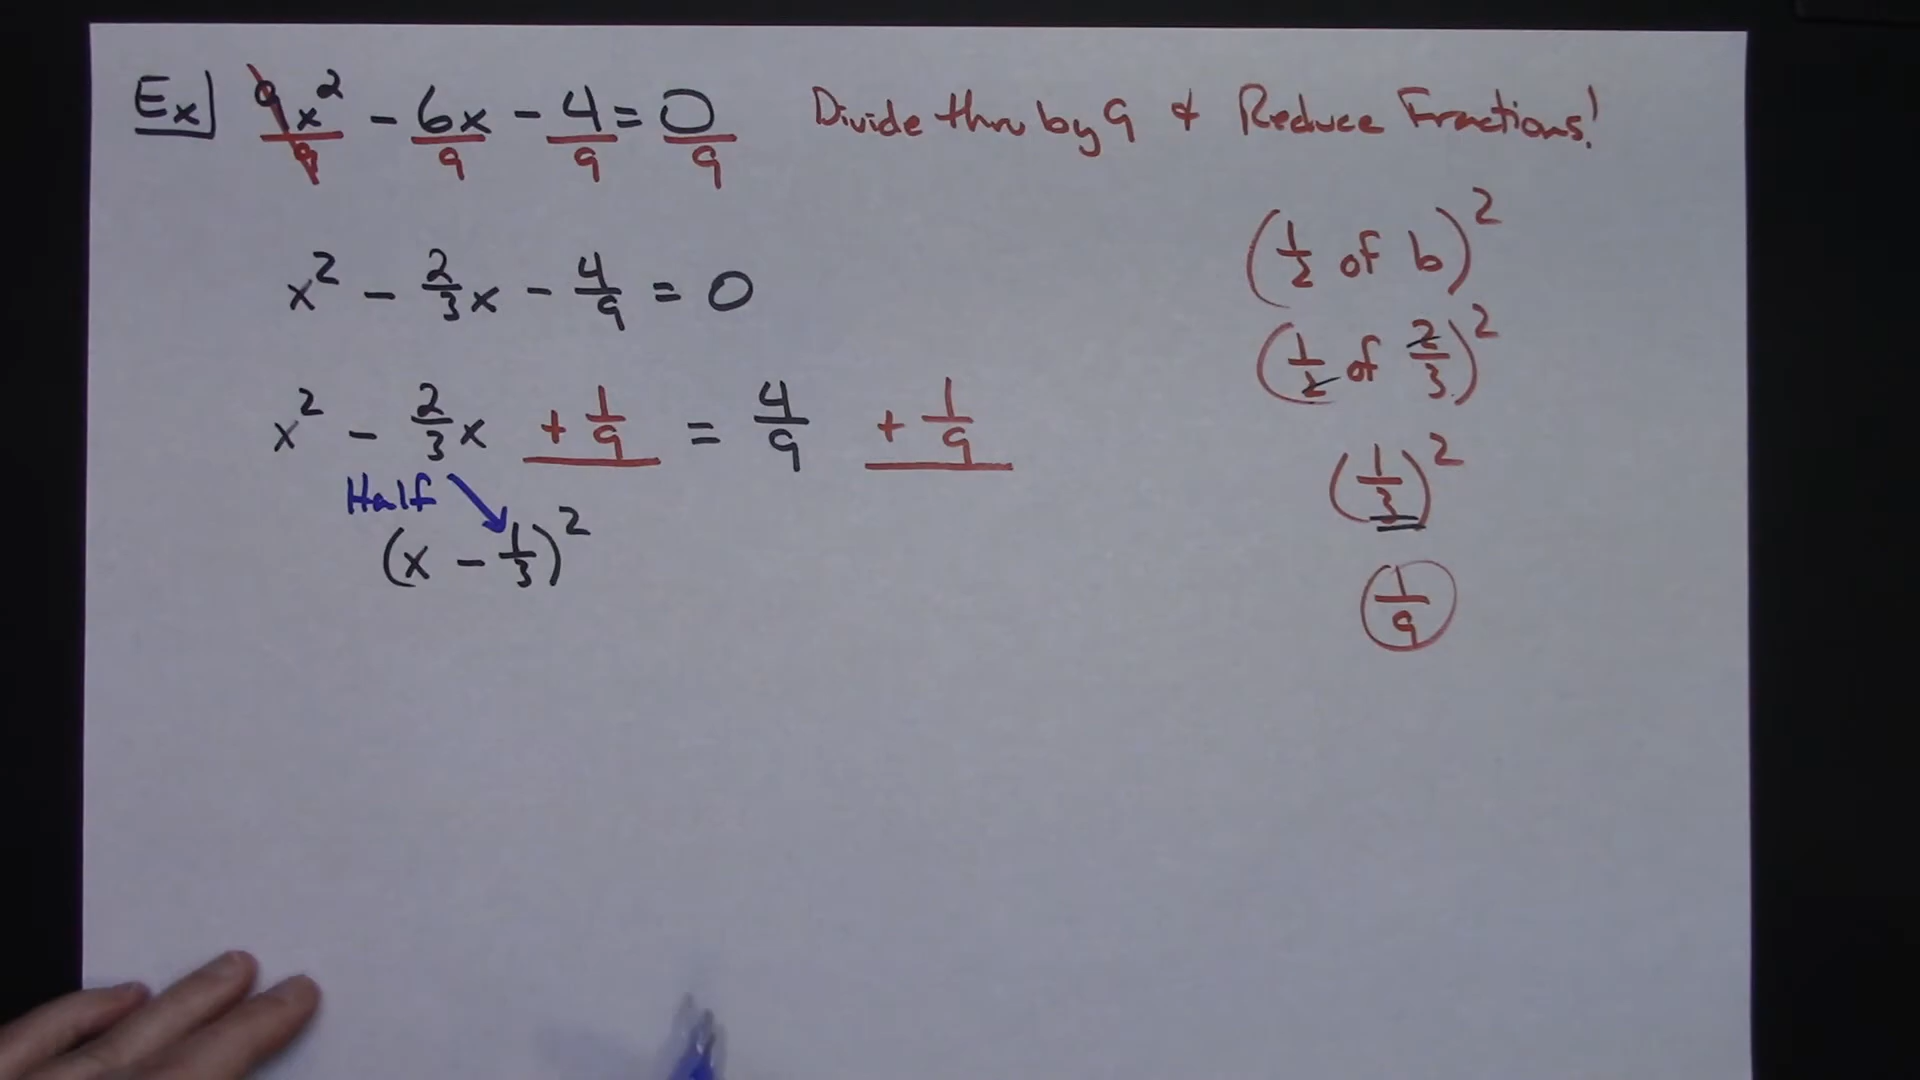 Ex] 9x²/9 - 6x/9 - 4/9 = 0/9 Divide thru by 9 & Reduce Fractions!
x² - 2/3 x - 4/9 = 0
x² - 2/3 x + 1/9 = 4/9 + 1/9
Half
(x - 1/3)²
(1/2 of b)²
(1/2 of 2/3)²
(1/3)²
1/9